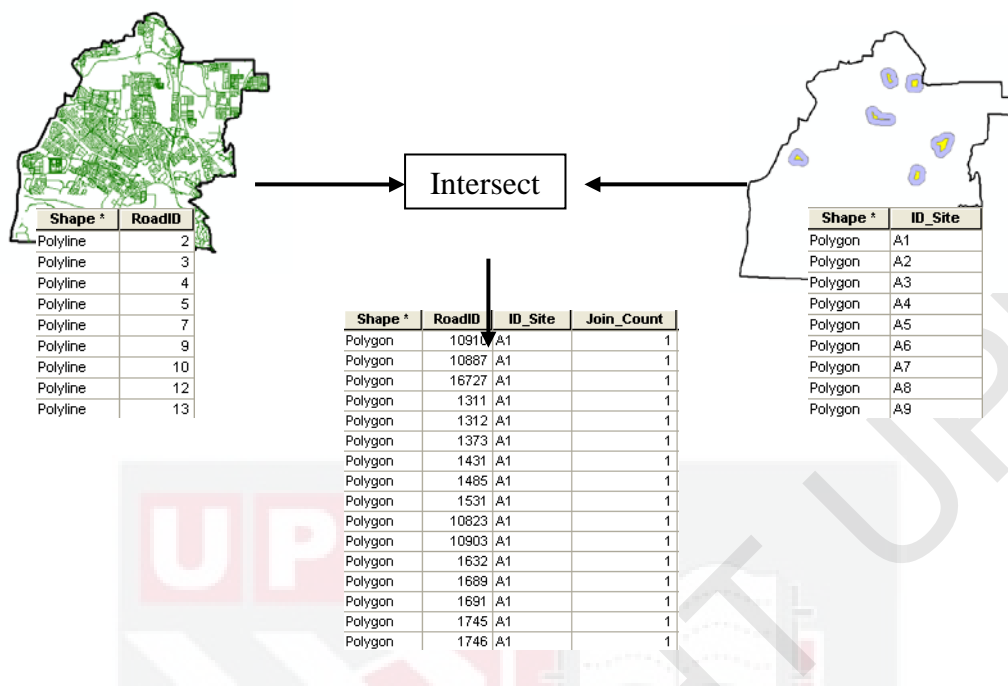 Intersect
Shape * RoadID
Polyline 2
Polyline 3
Polyline 4
Polyline 5
Polyline 7
Polyline 9
Polyline 10
Polyline 12
Polyline 13
Shape * ID_Site
Polygon A1
Polygon A2
Polygon A3
Polygon A4
Polygon A5
Polygon A6
Polygon A7
Polygon A8
Polygon A9
Shape * RoadID ID_Site Join_Count
Polygon 10910 A1 1
Polygon 10887 A1 1
Polygon 16727 A1 1
Polygon 1311 A1 1
Polygon 1312 A1 1
Polygon 1373 A1 1
Polygon 1431 A1 1
Polygon 1485 A1 1
Polygon 1531 A1 1
Polygon 10823 A1 1
Polygon 10903 A1 1
Polygon 1632 A1 1
Polygon 1689 A1 1
Polygon 1691 A1 1
Polygon 1745 A1 1
Polygon 1746 A1 1
UP